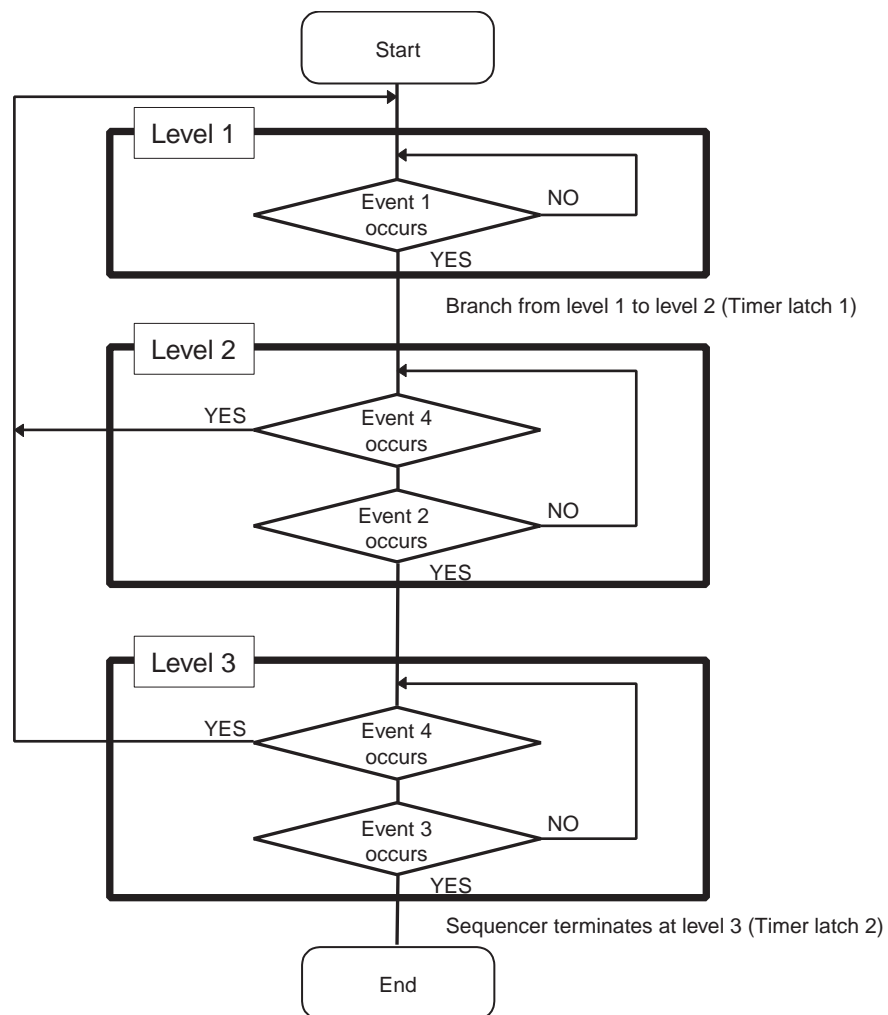 Start
Level 1
Event 1
occurs
NO
YES
Branch from level 1 to level 2 (Timer latch 1)
Level 2
YES
Event 4
occurs
Event 2
occurs
NO
YES
Level 3
YES
Event 4
occurs
Event 3
occurs
NO
YES
Sequencer terminates at level 3 (Timer latch 2)
End